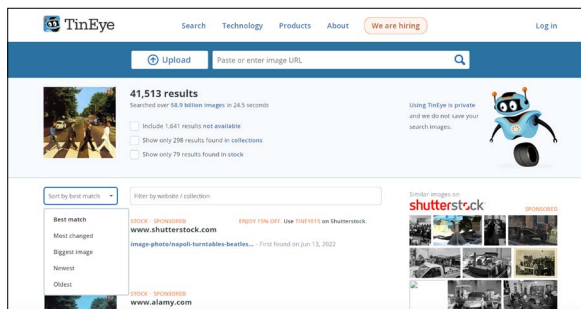 TinEye
Search Technology Products About We are hiring Log in
Upload Paste or enter image URL
41,513 results
Searched over 58.9 billion images in 24.5 seconds
Include 1,641 results not available
Show only 298 results found in collections
Show only 79 results found in stock
Using TinEye is private
and we do not save your
search images.
Sort by best match Filter by website / collection
Best match
Most changed
Biggest image
Newest
Oldest
STOCK - SPONSORED ENJOY 15% OFF. Use TINEYE15 on Shutterstock.
www.shutterstock.com
image-photo/napoli-turntables-beatles... - First found on Jun 13, 2022
STOCK - SPONSORED
www.alamy.com
Similar images on
shutterstock
SPONSORED